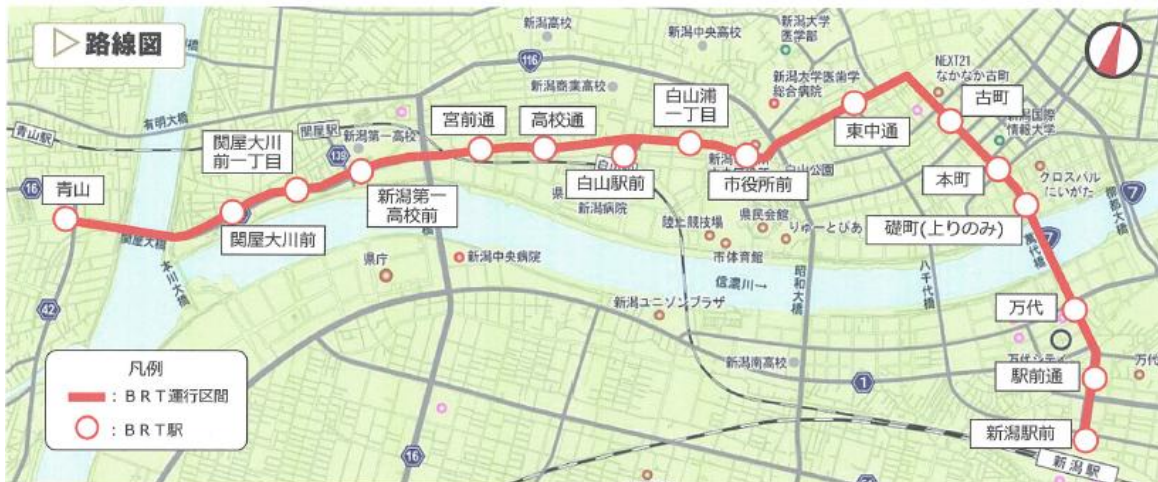 路線図
新潟高校
新潟中央高校
新潟大学
医学部
NEXT21
なかなか古町
116
新潟商業高校
新潟大学医歯学
総合病院
白山浦
一丁目
古町
有明大橋
青山駅
関屋駅
新潟第一高校
139
宮前通
高校通
東中通
新潟国際
情報大学
関屋大川
前一丁目
白山駅前
市役所前
白山公園
本町
クロスパル
にいがた
16
青山
新潟第一
高校前
関屋大川前
新潟病院
陸上競技場
県民会館
りゅーとぴあ
礎町(上りのみ)
7
柳都大橋
7
萬代橋
関屋大橋
本川大橋
県庁
新潟中央病院
市体育館
信濃川→
昭和大橋
八千代橋
42
新潟ユニゾンプラザ
万代
万代シティ
新潟南高校
1
駅前通
凡例
:BRT運行区間
:BRT駅
16
新潟駅前
新潟駅